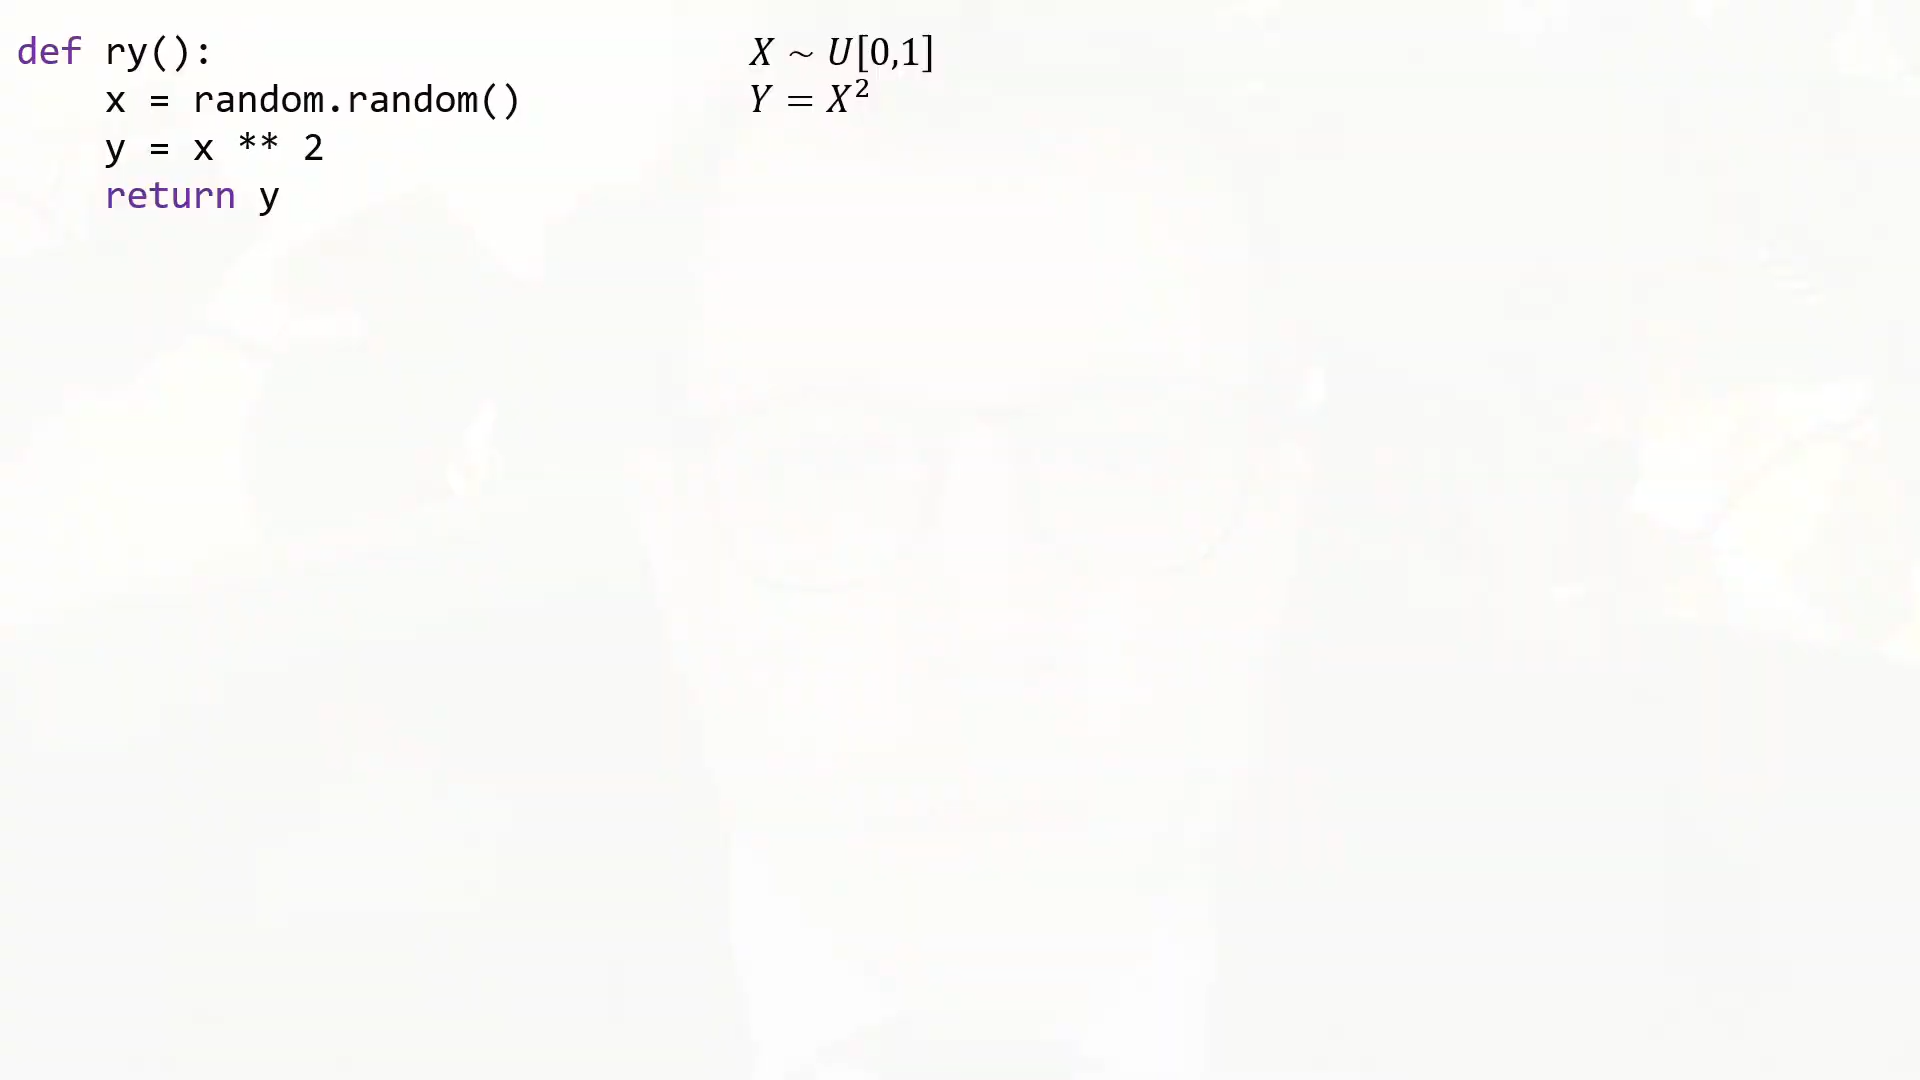 def ry():
    x = random.random()
    y = x ** 2
    return y
X ~ U[0,1]
Y = X²